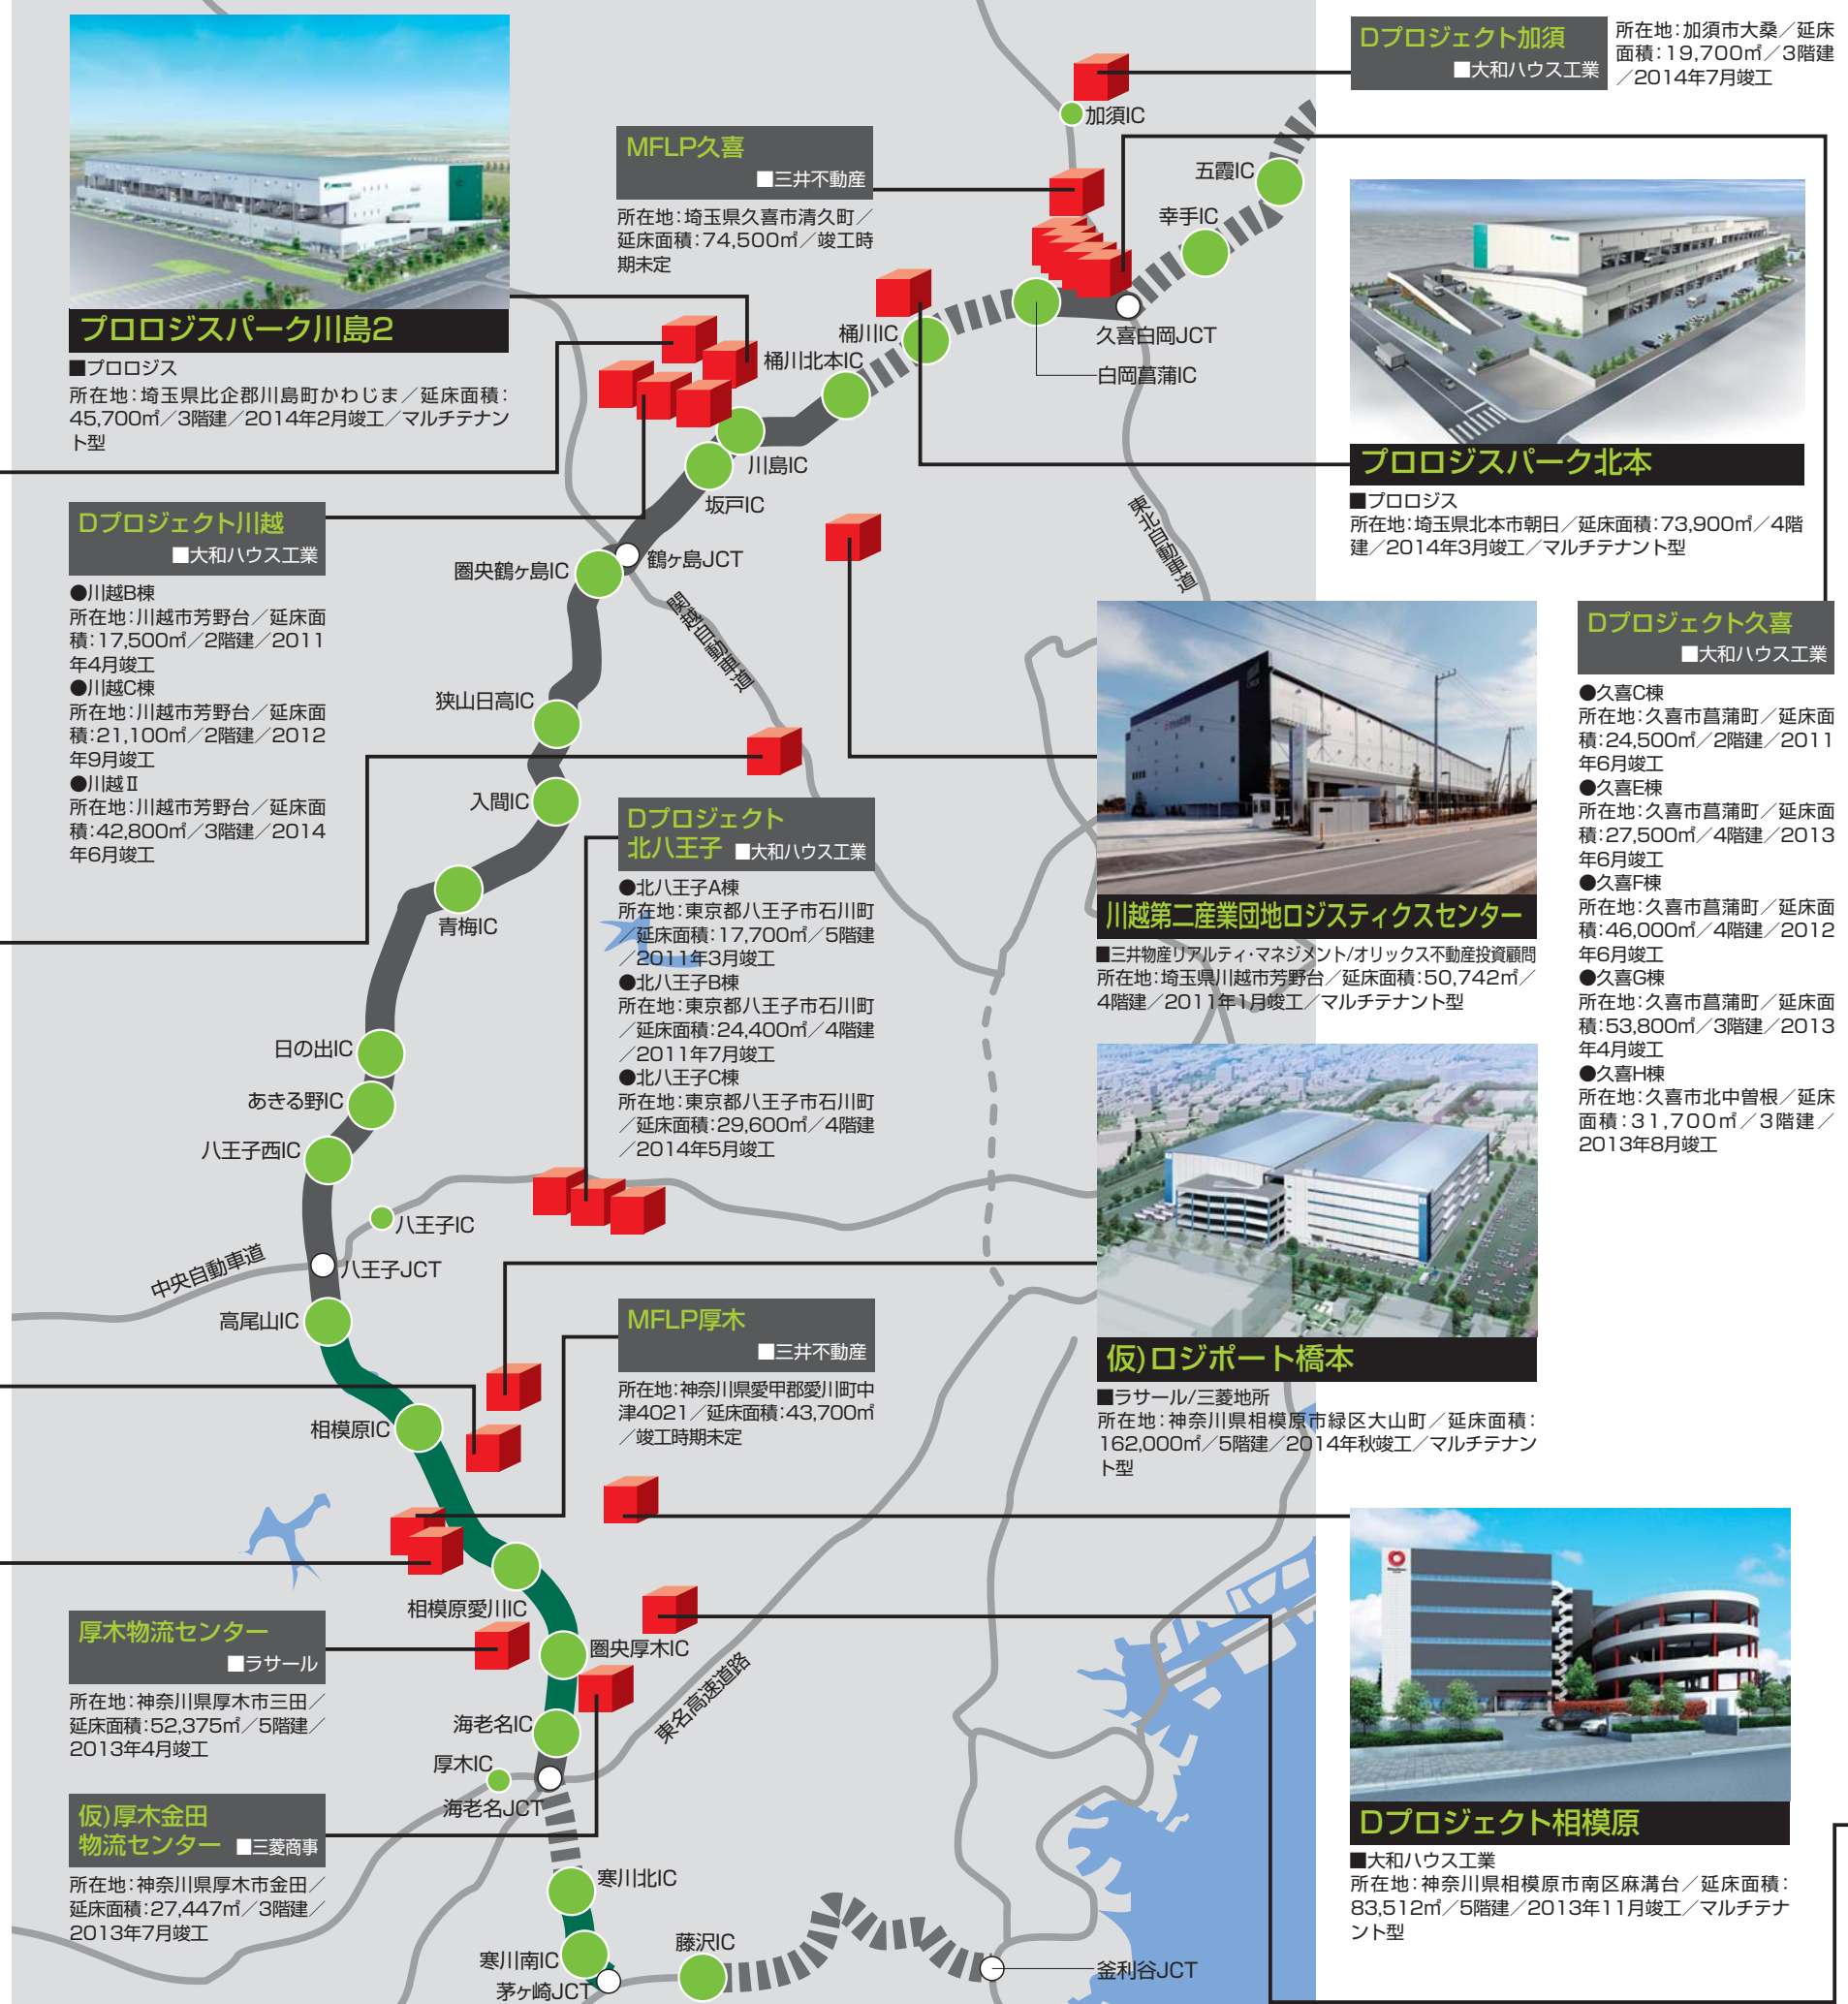 プロロジスパーク川島2
■プロロジス
所在地：埼玉県比企郡川島町かわじま／延床面積：
45,700㎡／3階建／2014年2月竣工／マルチテナン
ト型
Dプロジェクト川越
■大和ハウス工業
●川越B棟
所在地：川越市芳野台／延床面
積：17,500㎡／2階建／2011
年4月竣工
●川越C棟
所在地：川越市芳野台／延床面
積：21,100㎡／2階建／2012
年9月竣工
●川越Ⅱ
所在地：川越市芳野台／延床面
積：42,800㎡／3階建／2014
年6月竣工
厚木物流センター
■ラサール
所在地：神奈川県厚木市三田／
延床面積：52,375㎡／5階建／
2013年4月竣工
仮)厚木金田
物流センター ■三菱商事
所在地：神奈川県厚木市金田／
延床面積：27,447㎡／3階建／
2013年7月竣工
MFLP久喜
■三井不動産
所在地：埼玉県久喜市清久町／
延床面積：74,500㎡／竣工時
期未定
Dプロジェクト
北八王子 ■大和ハウス工業
●北八王子A棟
所在地：東京都八王子市石川町
／延床面積：17,700㎡／5階建
／2011年3月竣工
●北八王子B棟
所在地：東京都八王子市石川町
／延床面積：24,400㎡／4階建
／2011年7月竣工
●北八王子C棟
所在地：東京都八王子市石川町
／延床面積：29,600㎡／4階建
／2014年5月竣工
MFLP厚木
■三井不動産
所在地：神奈川県愛甲郡愛川町中
津4021／延床面積：43,700㎡
／竣工時期未定
Dプロジェクト加須
■大和ハウス工業
所在地：加須市大桑／延床
面積：19,700㎡／3階建
／2014年7月竣工
プロロジスパーク北本
■プロロジス
所在地：埼玉県北本市朝日／延床面積：73,900㎡／4階
建／2014年3月竣工／マルチテナント型
川越第二産業団地ロジスティクスセンター
■三井物産リアルティ・マネジメント/オリックス不動産投資顧問
所在地：埼玉県川越市芳野台／延床面積：50,742㎡／
4階建／2011年1月竣工／マルチテナント型
Dプロジェクト久喜
■大和ハウス工業
●久喜C棟
所在地：久喜市菖蒲町／延床面
積：24,500㎡／2階建／2011
年6月竣工
●久喜E棟
所在地：久喜市菖蒲町／延床面
積：27,500㎡／4階建／2013
年6月竣工
●久喜F棟
所在地：久喜市菖蒲町／延床面
積：46,000㎡／4階建／2012
年6月竣工
●久喜G棟
所在地：久喜市菖蒲町／延床面
積：53,800㎡／3階建／2013
年4月竣工
●久喜H棟
所在地：久喜市北中曽根／延床
面積：31,700㎡／3階建／
2013年8月竣工
仮)ロジポート橋本
■ラサール/三菱地所
所在地：神奈川県相模原市緑区大山町／延床面積：
162,000㎡／5階建／2014年秋竣工／マルチテナン
ト型
Dプロジェクト相模原
■大和ハウス工業
所在地：神奈川県相模原市南区麻溝台／延床面積：
83,512㎡／5階建／2013年11月竣工／マルチテナ
ント型
加須IC
五霞IC
幸手IC
久喜白岡JCT
白岡菖蒲IC
桶川IC
桶川北本IC
川島IC
坂戸IC
鶴ヶ島JCT
圏央鶴ヶ島IC
東北自動車道
関越自動車道
狭山日高IC
入間IC
青梅IC
日の出IC
あきる野IC
八王子西IC
八王子IC
中央自動車道
八王子JCT
高尾山IC
相模原IC
相模原愛川IC
圏央厚木IC
東名高速道路
海老名IC
厚木IC
海老名JCT
寒川北IC
寒川南IC
茅ヶ崎JCT
藤沢IC
釜利谷JCT